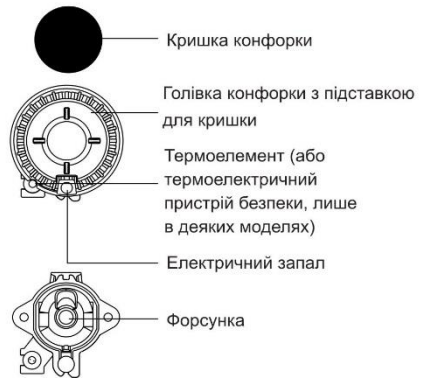 Кришка конфорки
Голівка конфорки з підставкою
для кришки
Термоелемент (або
термоелектричний
пристрій безпеки, лише
в деяких моделях)
Електричний запал
Форсунка